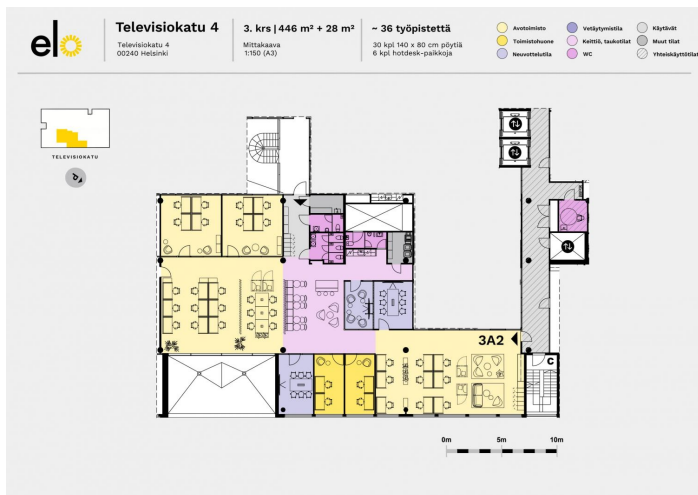 elo
Televisiokatu 4
Televisiokatu 4
00240 Helsinki
3. krs | 446 m² + 28 m²
Mittakaava
1:150 (A3)
~ 36 työpistettä
30 kpl 140 x 80 cm pöytiä
6 kpl hotdesk-paikkoja
Avotoimisto
Toimistohuone
Neuvottelutila
Vetäytymistila
Keittiö, taukotilat
WC
Käytävät
Muut tilat
Yhteiskäyttötilat
TELEVISIOKATU
3A2
C
0m 5m 10m